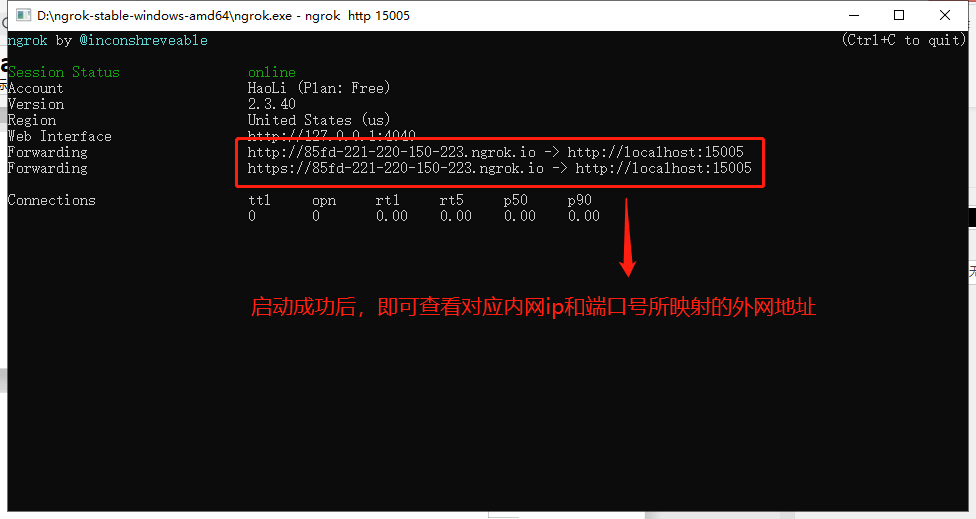 D:\ngrok-stable-windows-amd64\ngrok.exe - ngrok  http 15005
ngrok by @inconshreveable (Ctrl+C to quit)
Session Status online
Account HaoLi (Plan: Free)
Version 2.3.40
Region United States (us)
Web Interface http://127.0.0.1:4040
Forwarding http://85fd-221-220-150-223.ngrok.io -> http://localhost:15005
Forwarding https://85fd-221-220-150-223.ngrok.io -> http://localhost:15005
Connections ttl opn rt1 rt5 p50 p90
0 0 0.00 0.00 0.00 0.00
启动成功后，即可查看对应内网ip和端口号所映射的外网地址